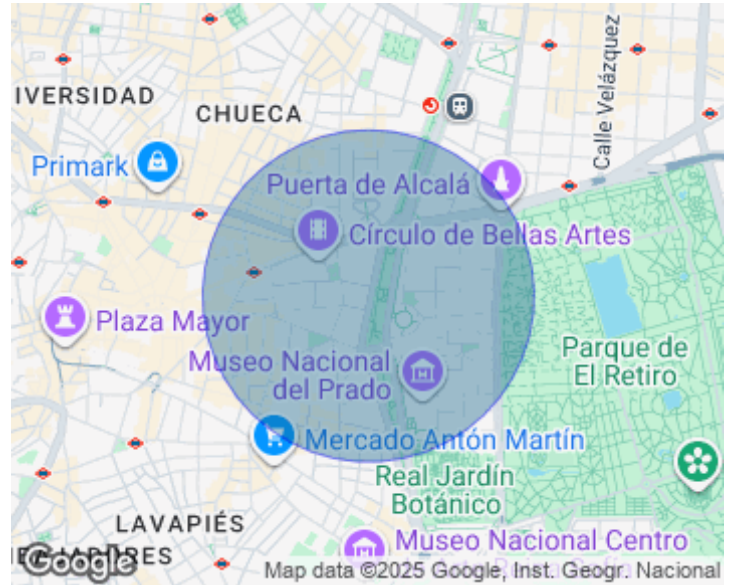 IVERSIDAD
CHUECA
Calle Velázquez
Primark
Puerta de Alcalá
Círculo de Bellas Artes
Plaza Mayor
Museo Nacional
del Prado
Parque de
El Retiro
Mercado Antón Martín
Real Jardín
Botánico
LAVAPIÉS
Museo Nacional Centro
Google
Map data ©2025 Google, Inst. Geogr. Nacional